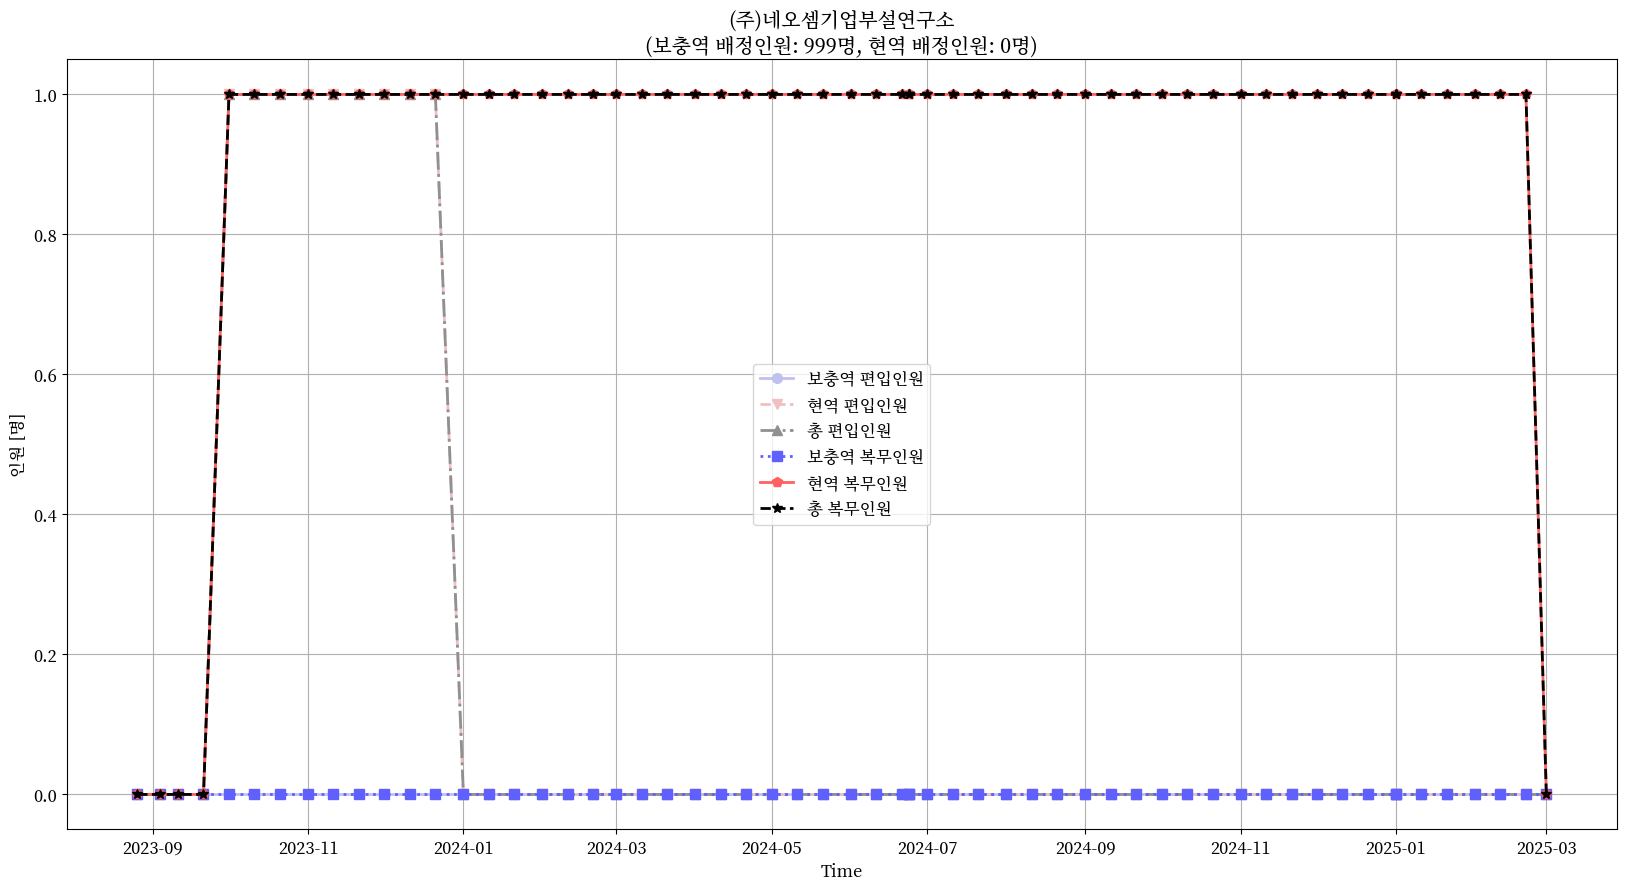 (주)네오셈기업부설연구소
(보충역 배정인원: 999명, 현역 배정인원: 0명)
인원 [명]
1.0
0.8
0.6
0.4
0.2
0.0
보충역 편입인원
현역 편입인원
총 편입인원
보충역 복무인원
현역 복무인원
총 복무인원
2023-09 2023-11 2024-01 2024-03 2024-05 2024-07 2024-09 2024-11 2025-01 2025-03
Time